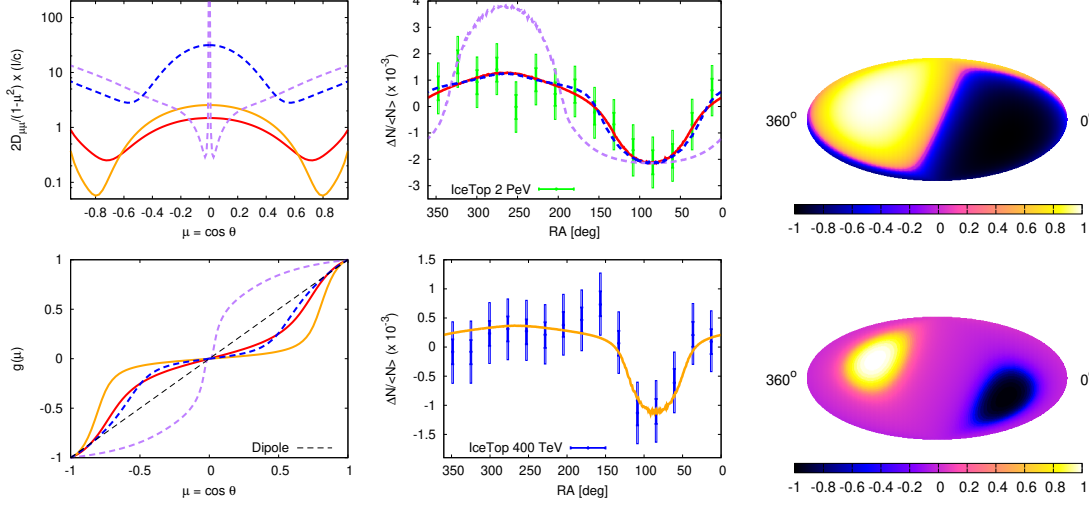 2Dμμ/(1-μ²) x (l/c)
100
10
1
0.1
-0.8 -0.6 -0.4 -0.2 0 0.2 0.4 0.6 0.8
μ = cos θ
ΔN/<N> (x 10⁻³)
4
3
2
1
0
-1
-2
-3
IceTop 2 PeV
350 300 250 200 150 100 50 0
RA [deg]
360° 0°
-1 -0.8 -0.6 -0.4 -0.2 0 0.2 0.4 0.6 0.8 1
g(μ)
1
0.5
0
-0.5
-1
Dipole
-1 -0.5 0 0.5 1
μ = cos θ
ΔN/<N> (x 10⁻³)
1.5
1
0.5
0
-0.5
-1
-1.5
IceTop 400 TeV
350 300 250 200 150 100 50 0
RA [deg]
360° 0°
-1 -0.8 -0.6 -0.4 -0.2 0 0.2 0.4 0.6 0.8 1